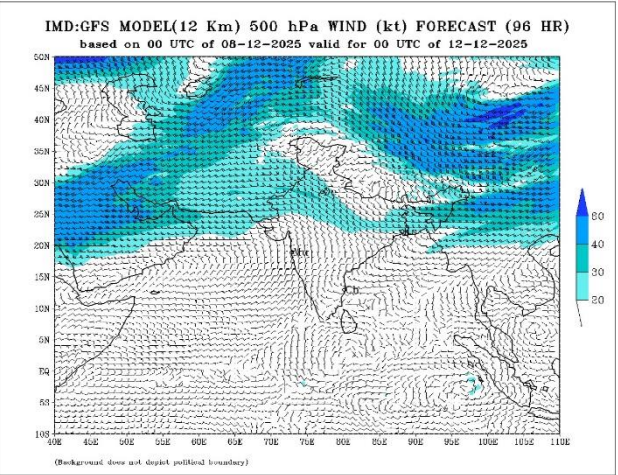 IMD:GFS MODEL(12 Km) 500 hPa WIND (kt) FORECAST (96 HR)
based on 00 UTC of 08-12-2025 valid for 00 UTC of 12-12-2025
50N
45N
40N
35N
30N
25N
20N
15N
10N
5N
EQ
5S
10S
60
40
30
20
Ch
40E 45E 50E 55E 60E 65E 70E 75E 80E 85E 90E 95E 100E 105E 110E
(Background does not depict political boundary)